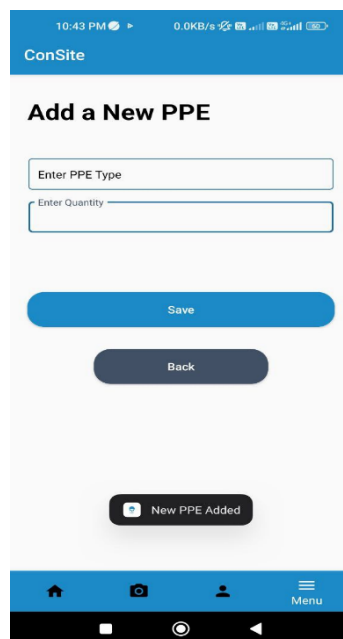 10:43 PM 0.0KB/s 60
ConSite
Add a New PPE
Enter PPE Type
Enter Quantity
Save
Back
New PPE Added
Menu